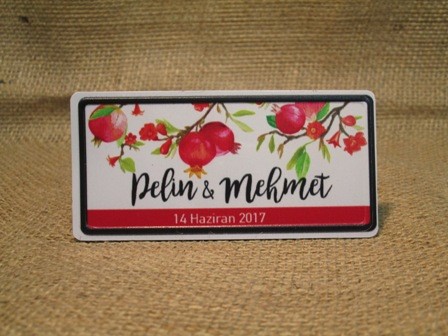 Pelin & Mehmet
14 Haziran 2017